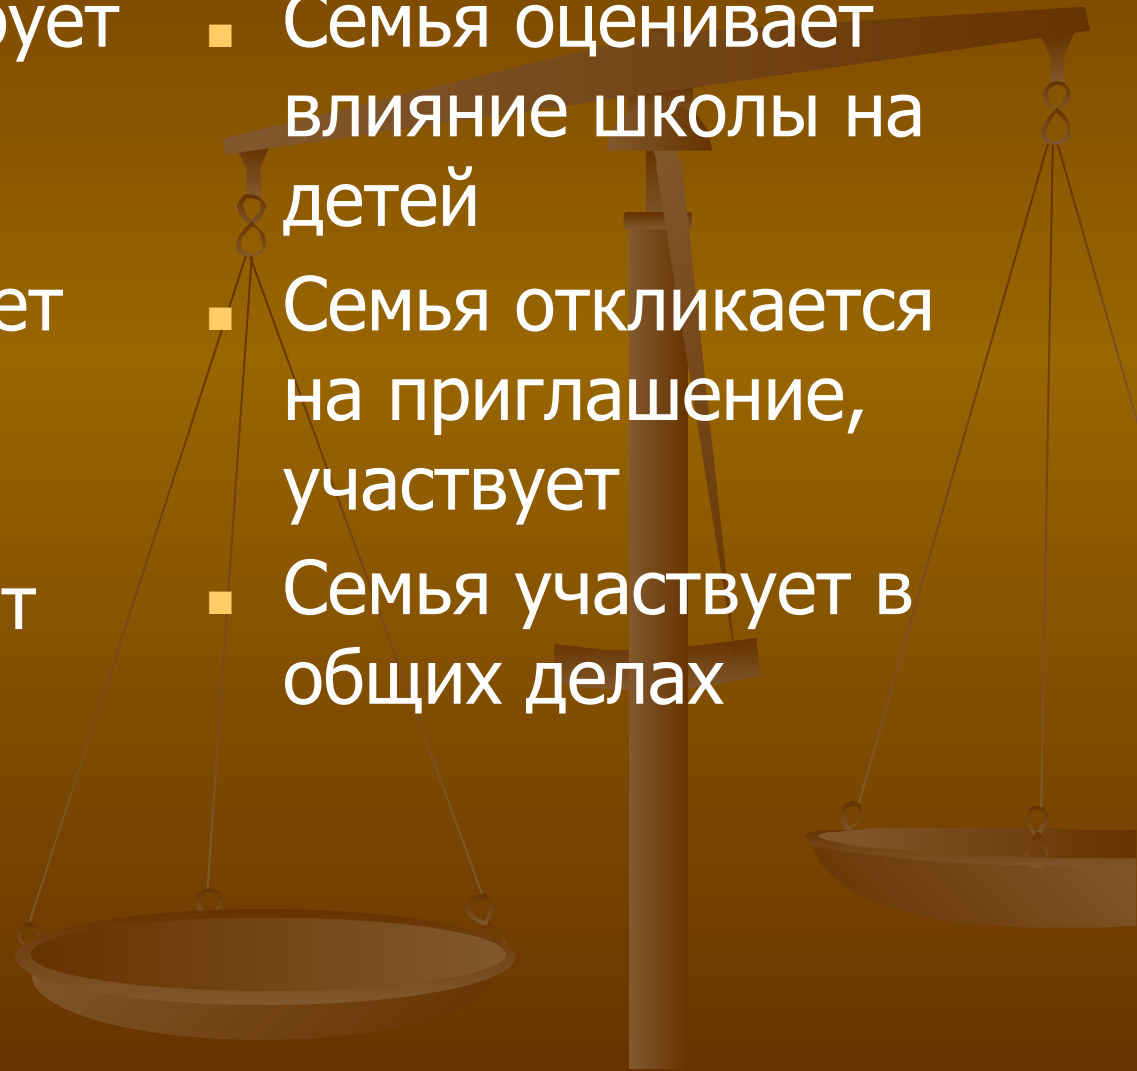 Семья оценивает
влияние школы на
детей
Семья откликается
на приглашение,
участвует
Семья участвует в
общих делах